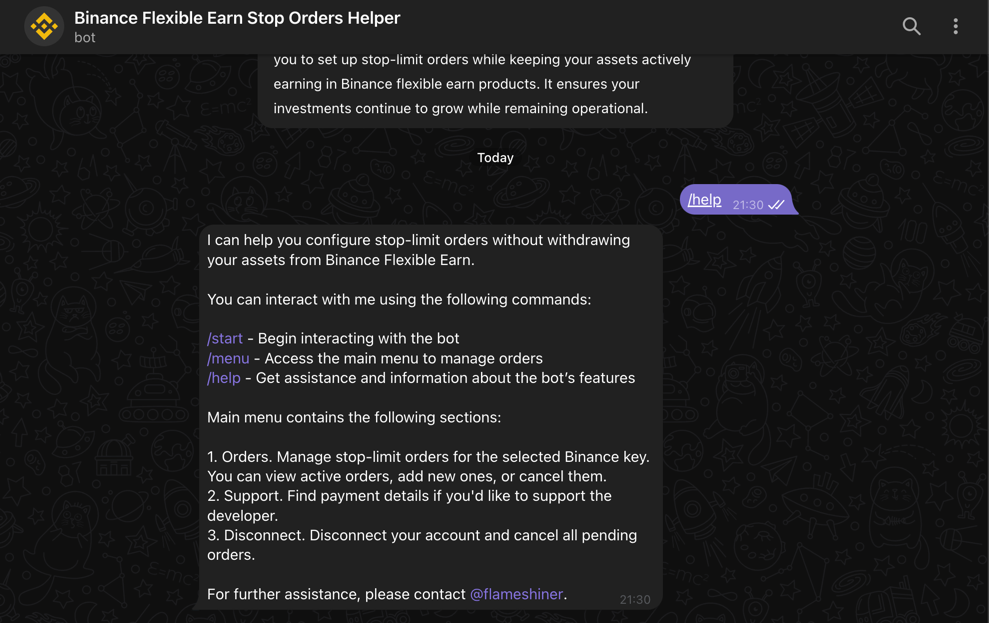 Binance Flexible Earn Stop Orders Helper
bot
you to set up stop-limit orders while keeping your assets actively
earning in Binance flexible earn products. It ensures your
investments continue to grow while remaining operational.
Today
/help 21:30
I can help you configure stop-limit orders without withdrawing
your assets from Binance Flexible Earn.
You can interact with me using the following commands:
/start - Begin interacting with the bot
/menu - Access the main menu to manage orders
/help - Get assistance and information about the bot’s features
Main menu contains the following sections:
1. Orders. Manage stop-limit orders for the selected Binance key.
You can view active orders, add new ones, or cancel them.
2. Support. Find payment details if you'd like to support the
developer.
3. Disconnect. Disconnect your account and cancel all pending
orders.
For further assistance, please contact @flameshiner.
21:30